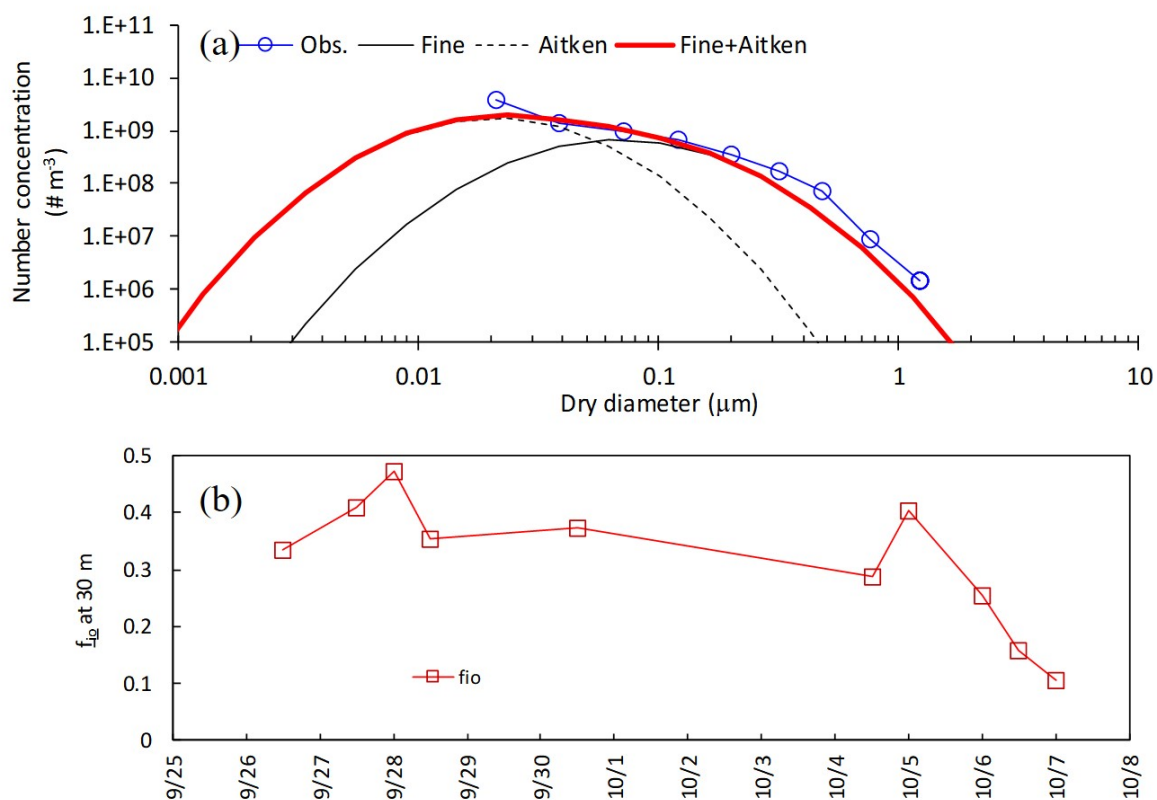 (a) Obs. Fine Aitken Fine+Aitken
1.E+11
1.E+10
1.E+09
1.E+08
1.E+07
1.E+06
1.E+05
Number concentration
(# m-3)
0.001 0.01 0.1 1 10
Dry diameter (μm)
(b)
0.5
0.4
0.3
0.2
0.1
0
fio at 30 m
fio
9/25 9/26 9/27 9/28 9/29 9/30 10/1 10/2 10/3 10/4 10/5 10/6 10/7 10/8